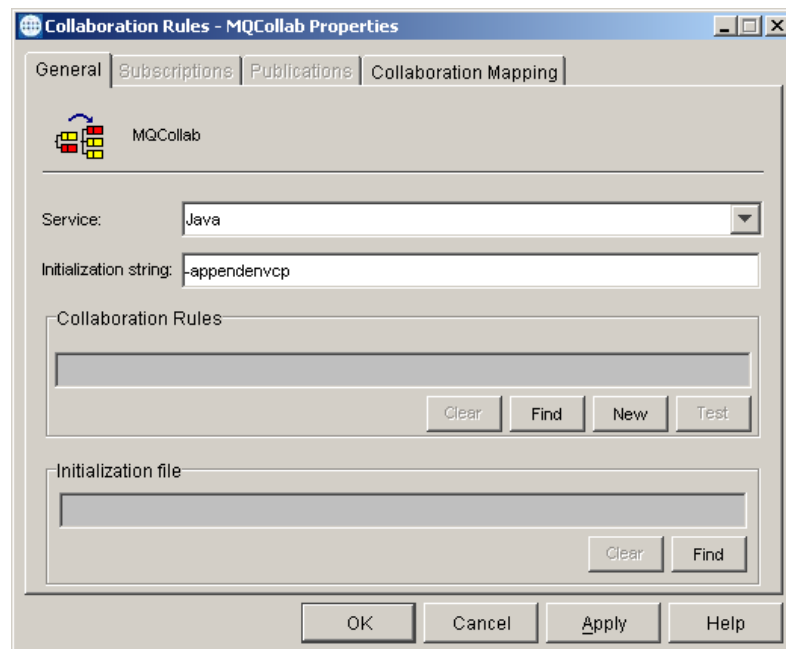 Collaboration Rules - MQCollab Properties
General Subscriptions Publications Collaboration Mapping
MQCollab
Service: Java
Initialization string: -appendenvcp
Collaboration Rules
Clear Find New Test
Initialization file
Clear Find
OK Cancel Apply Help